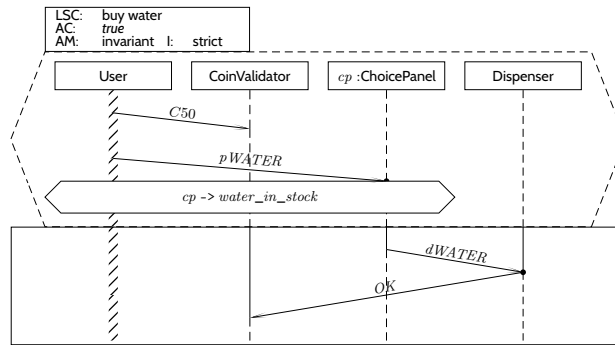 LSC: buy water
AC: true
AM: invariant I: strict
User CoinValidator cp :ChoicePanel Dispenser
C50
pWATER
cp -> water_in_stock
dWATER
OK